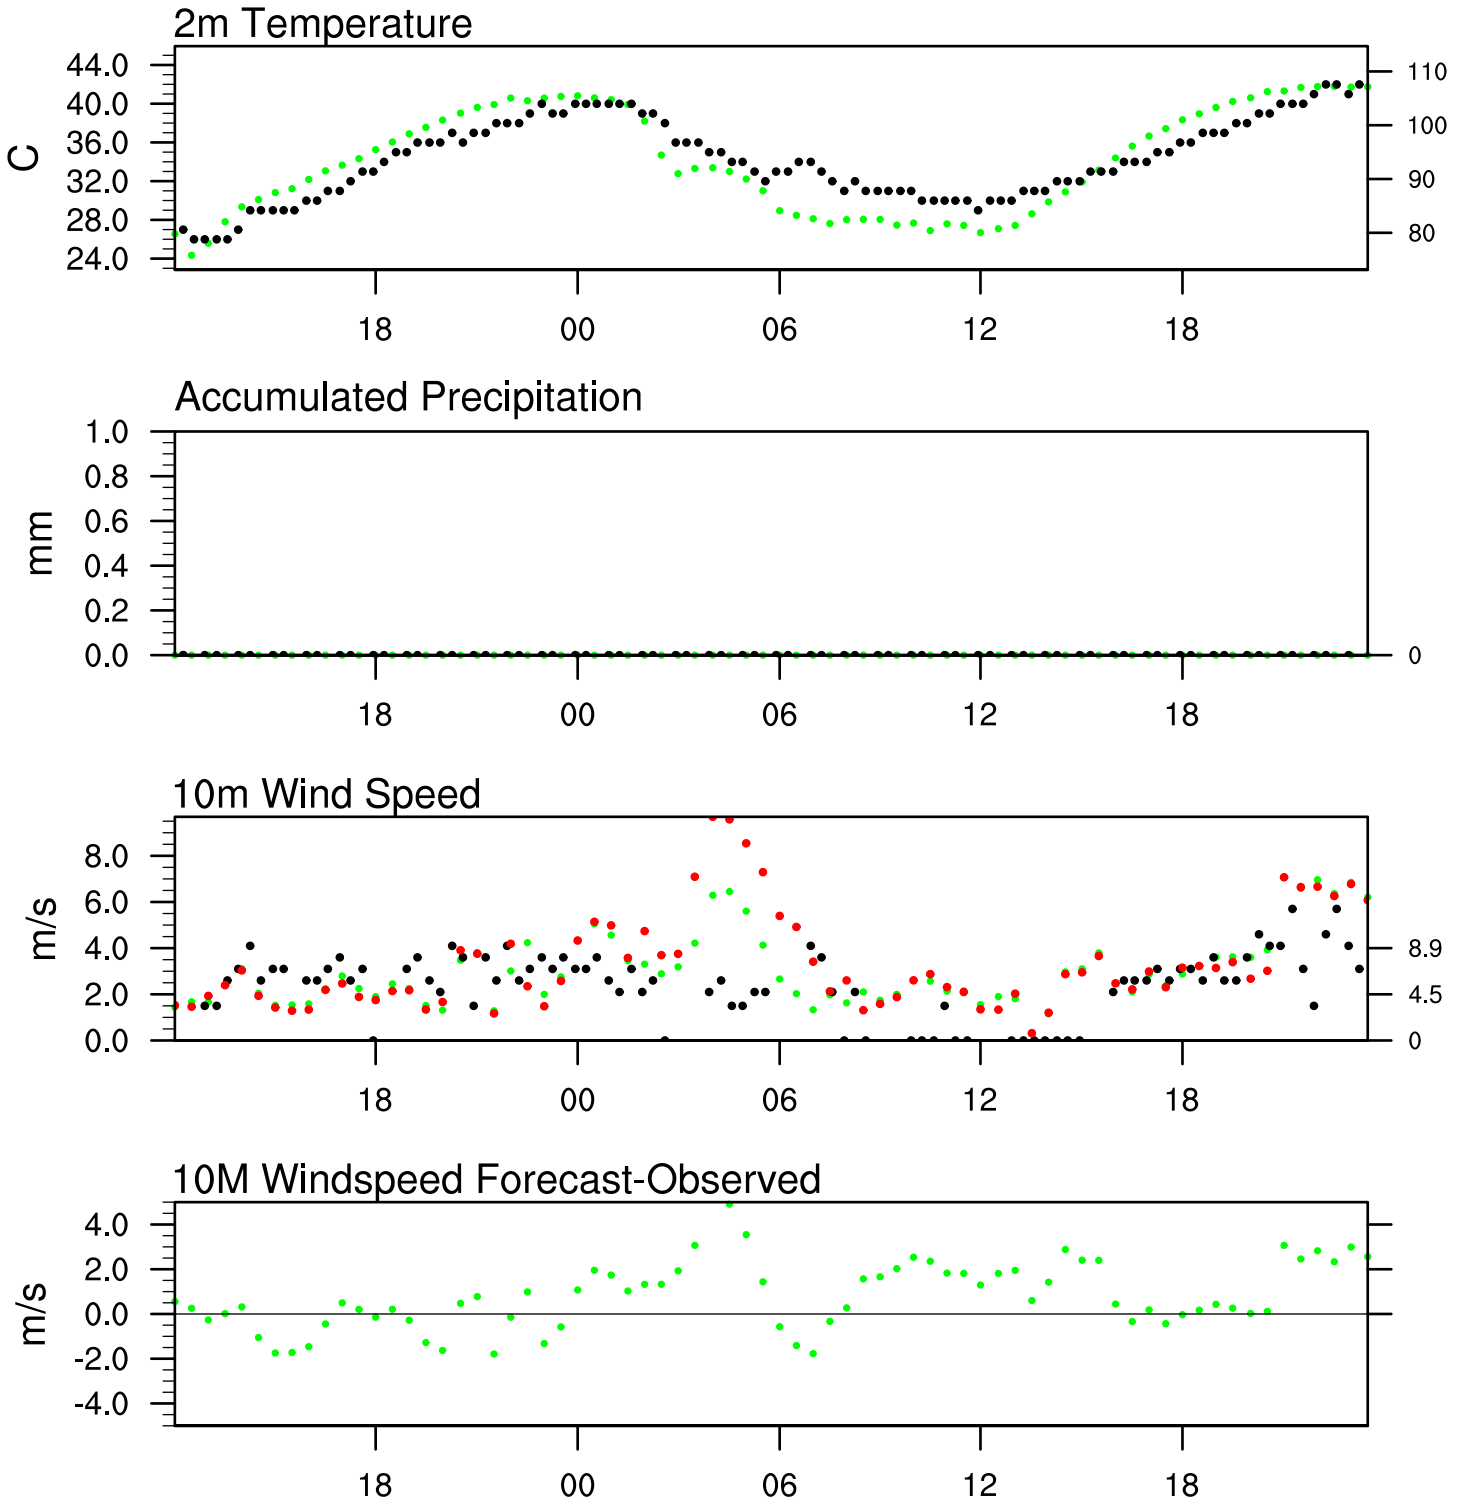 2m Temperature
44.0
40.0
36.0
32.0
28.0
24.0
C
110
100
90
80
18 00 06 12 18
Accumulated Precipitation
1.0
0.8
0.6
0.4
0.2
0.0
mm
0
18 00 06 12 18
10m Wind Speed
8.0
6.0
4.0
2.0
0.0
m/s
8.9
4.5
0
18 00 06 12 18
10M Windspeed Forecast-Observed
4.0
2.0
0.0
-2.0
-4.0
m/s
18 00 06 12 18